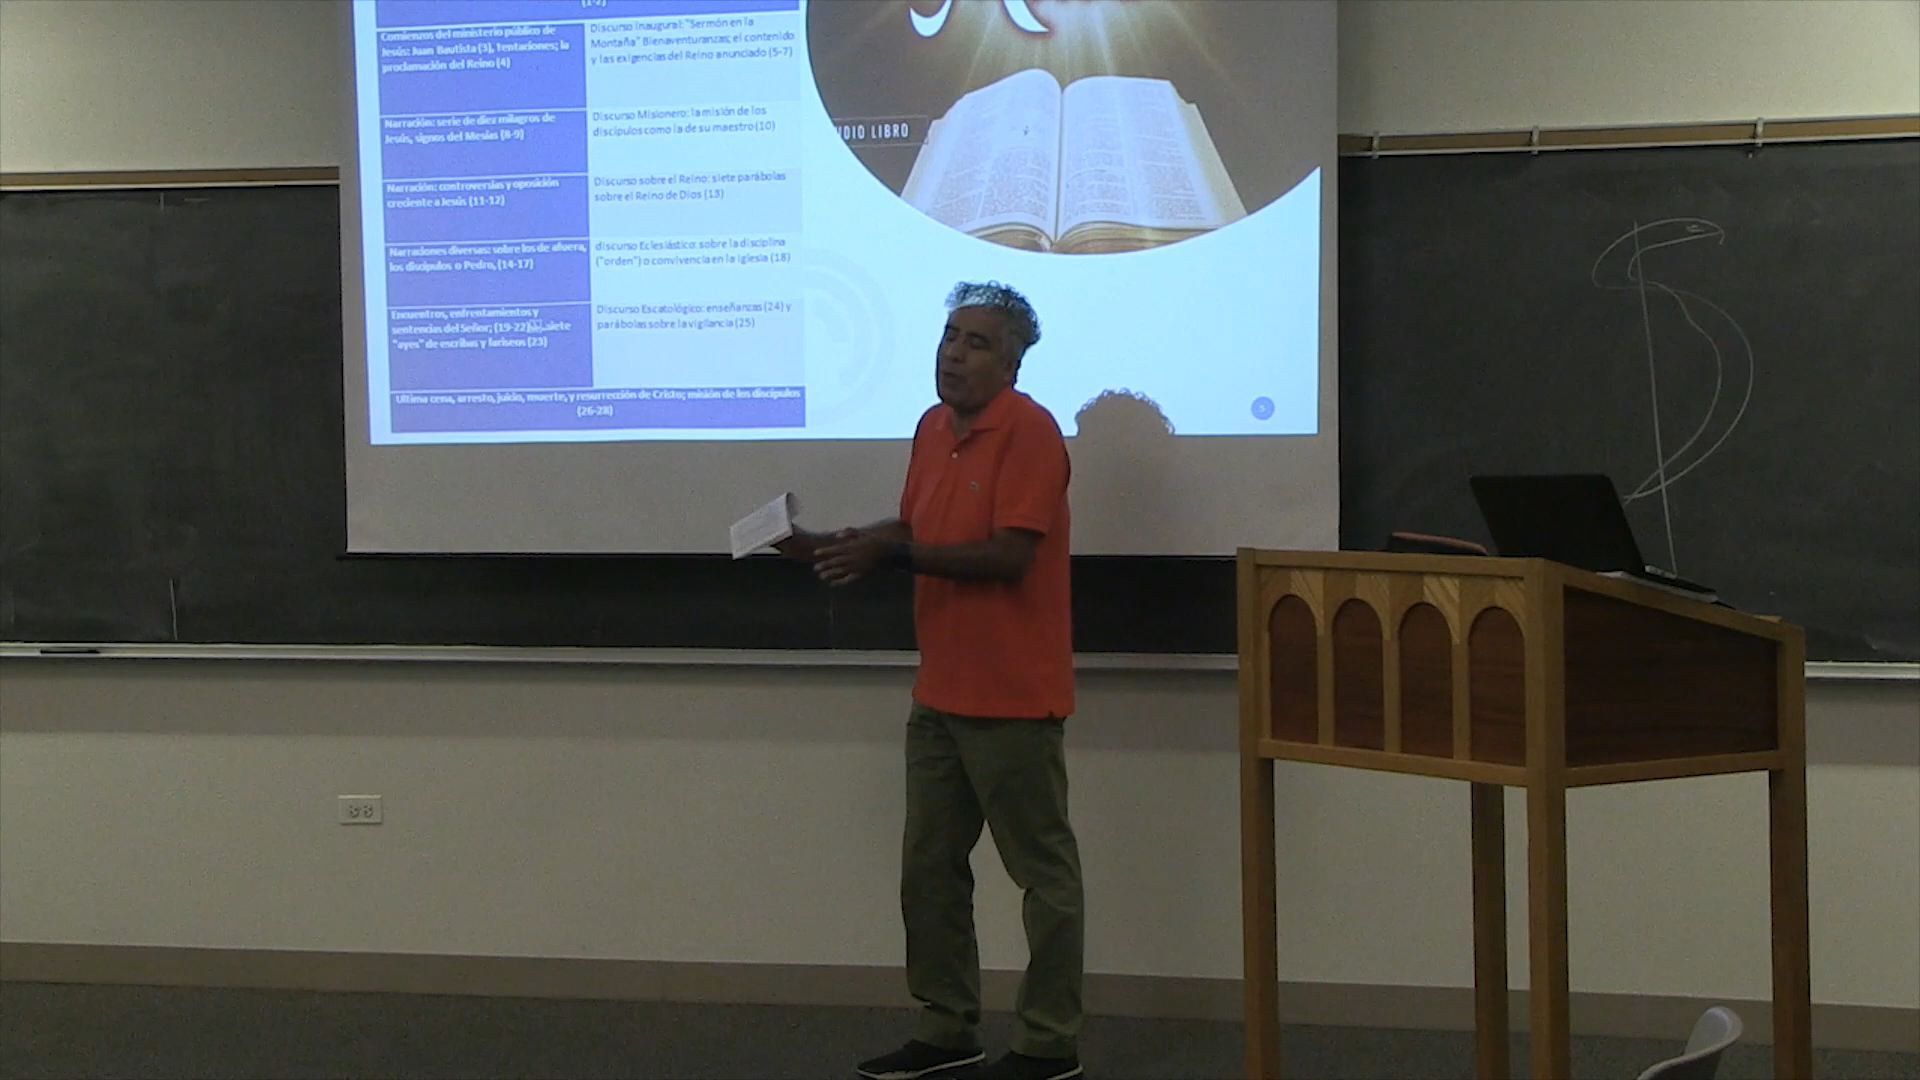 (1-2)
Comienzos del ministerio público de
Jesús: Juan Bautista (3), Tentaciones; la
proclamación del Reino (4)
Discurso Inaugural: "Sermón en la
Montaña" Bienaventuranzas; el contenido
y las exigencias del Reino anunciado (5-7)
Narración: serie de diez milagros de
Jesús, signos del Mesías (8-9)
Discurso Misionero: la misión de los
discípulos como la de su maestro (10)
Narración: controversias y oposición
creciente a Jesús (11-12)
Discurso sobre el Reino: siete parábolas
sobre el Reino de Dios (13)
Narraciones diversas: sobre los de afuera,
los discípulos o Pedro, (14-17)
discurso Eclesiástico: sobre la disciplina
("orden") o convivencia en la iglesia (18)
Encuentros, enfrentamientos y
sentencias del Señor; (19-22) ...siete
"ayes" de escribas y fariseos (23)
Discurso Escatológico: enseñanzas (24) y
parábolas sobre la vigilancia (25)
Ultima cena, arresto, juicio, muerte, y resurrección de Cristo; misión de los discípulos
(26-28)
UDIO LIBRO
5